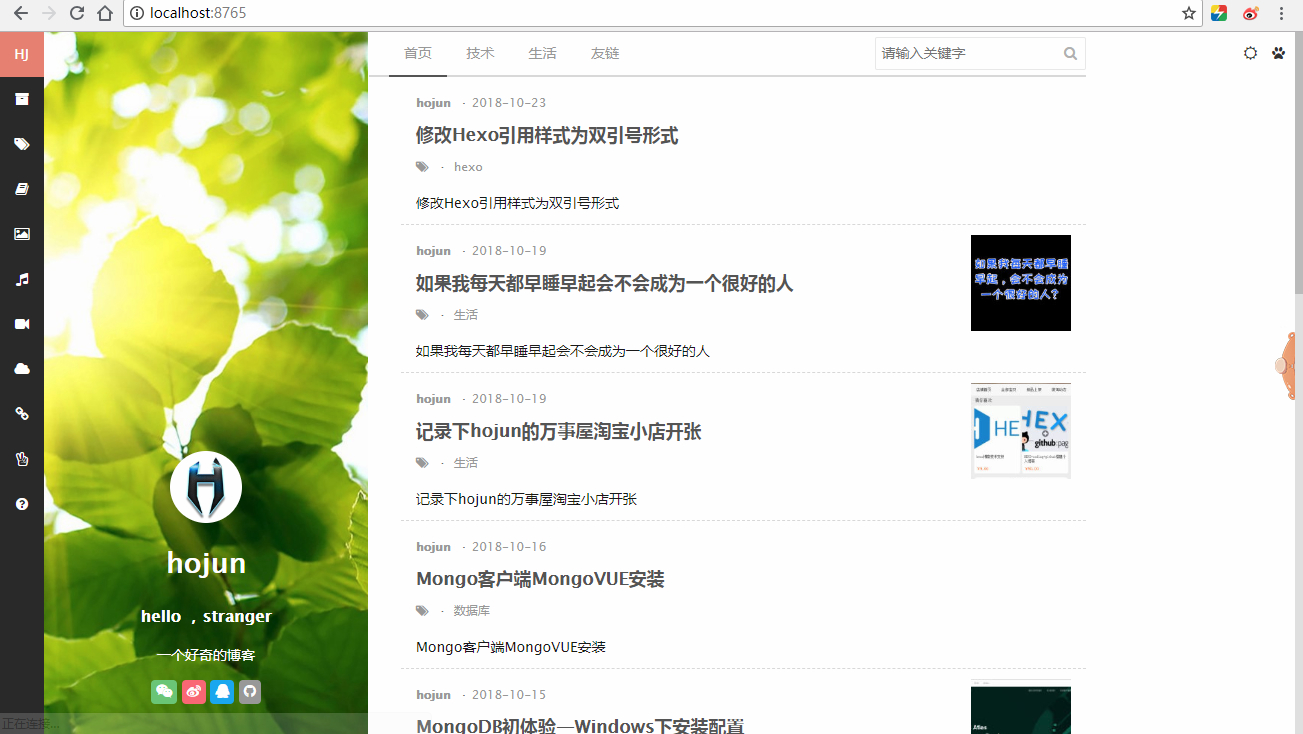 localhost:8765
HJ
首页 技术 生活 友链
请输入关键字
hojun · 2018-10-23
修改Hexo引用样式为双引号形式
· hexo
修改Hexo引用样式为双引号形式
hojun · 2018-10-19
如果我每天都早睡早起会不会成为一个很好的人
· 生活
如果我每天都早睡早起会不会成为一个很好的人
如果我每天都早睡
早起，会不会成为
一个很好的人?
hojun · 2018-10-19
记录下hojun的万事屋淘宝小店开张
· 生活
记录下hojun的万事屋淘宝小店开张
HE
HEX
github:pag
hojun · 2018-10-16
Mongo客户端MongoVUE安装
· 数据库
Mongo客户端MongoVUE安装
hojun · 2018-10-15
MongoDB初体验—Windows下安装配置
Atlas
hojun
hello ，stranger
一个好奇的博客
正在连接...